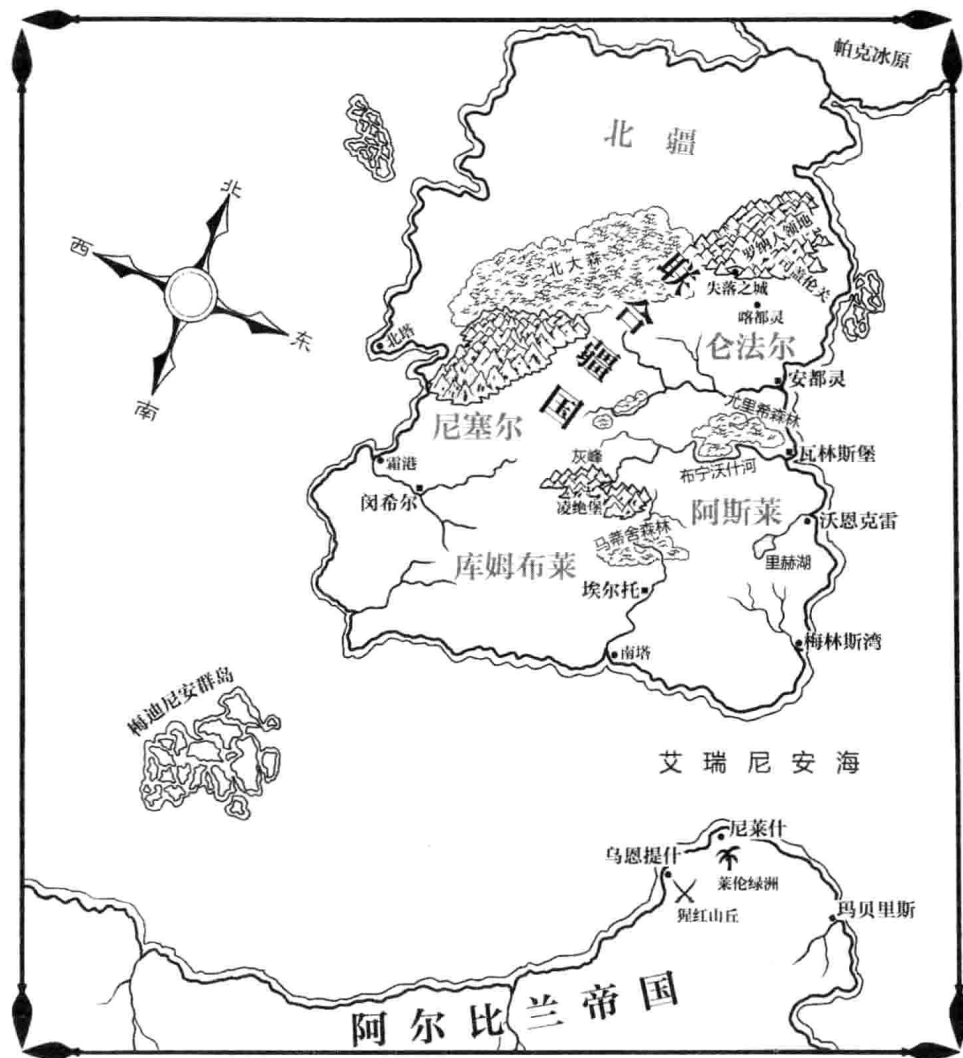 帕克冰原
北疆
北
西
东
南
罗纳人领地
司盖伦关
北大森
联合疆国
失落之城
喀都灵
北塔
仑法尔
安都灵
尤里希森林
尼塞尔
瓦林斯堡
灰峰
霜港
布宁沃什河
闵希尔
凌绝堡
阿斯莱
沃恩克雷
马蒂舍森林
库姆布莱
里赫湖
埃尔托
梅林斯湾
南塔
梅迪尼安群岛
艾瑞尼安海
尼莱什
乌恩提什
莱伦绿洲
猩红山丘
玛贝里斯
阿尔比兰帝国